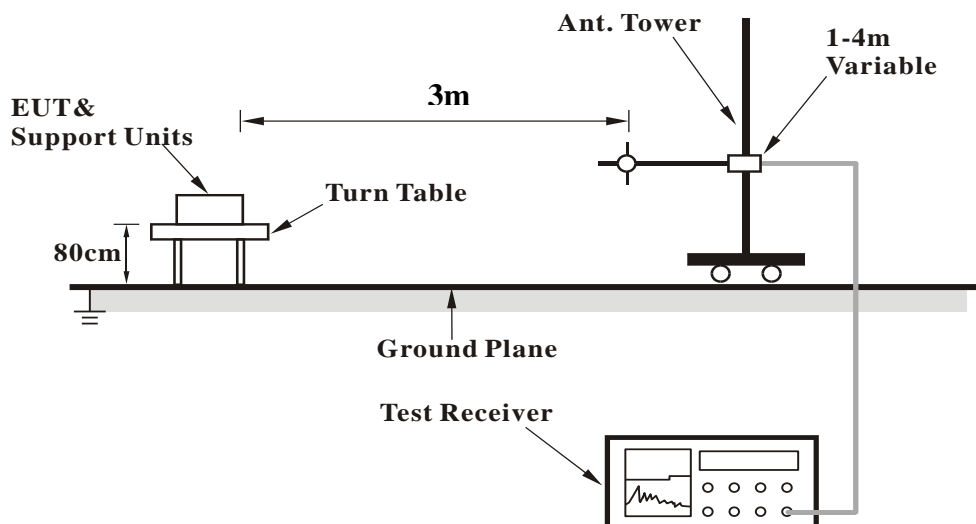 Ant. Tower
1-4m
Variable
3m
EUT&
Support Units
Turn Table
80cm
Ground Plane
Test Receiver